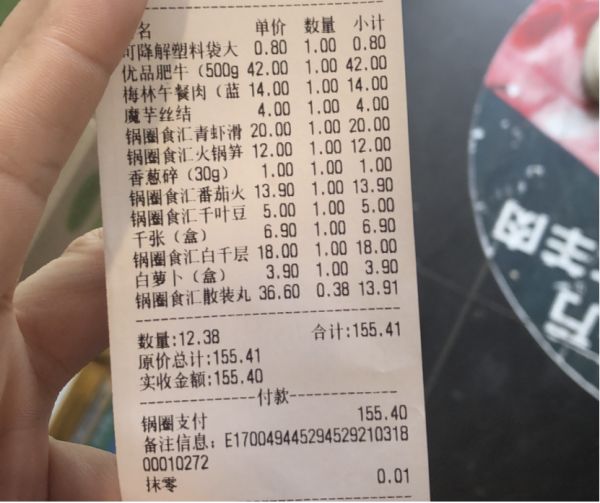 名 单价 数量 小计
可降解塑料袋大 0.80 1.00 0.80
优品肥牛（500g 42.00 1.00 42.00
梅林午餐肉（蓝 14.00 1.00 14.00
魔芋丝结 4.00 1.00 4.00
锅圈食汇青虾滑 20.00 1.00 20.00
锅圈食汇火锅笋 12.00 1.00 12.00
香葱碎（30g） 1.00 1.00 1.00
锅圈食汇番茄火 13.90 1.00 13.90
锅圈食汇千叶豆 5.00 1.00 5.00
千张（盒） 6.90 1.00 6.90
锅圈食汇白千层 18.00 1.00 18.00
白萝卜（盒） 3.90 1.00 3.90
锅圈食汇散装丸 36.60 0.38 13.91
数量:12.38 合计:155.41
原价总计:155.41
实收金额:155.40
付款
锅圈支付 155.40
备注信息: E170049445294529210318
00010272
抹零 0.01
羊肉